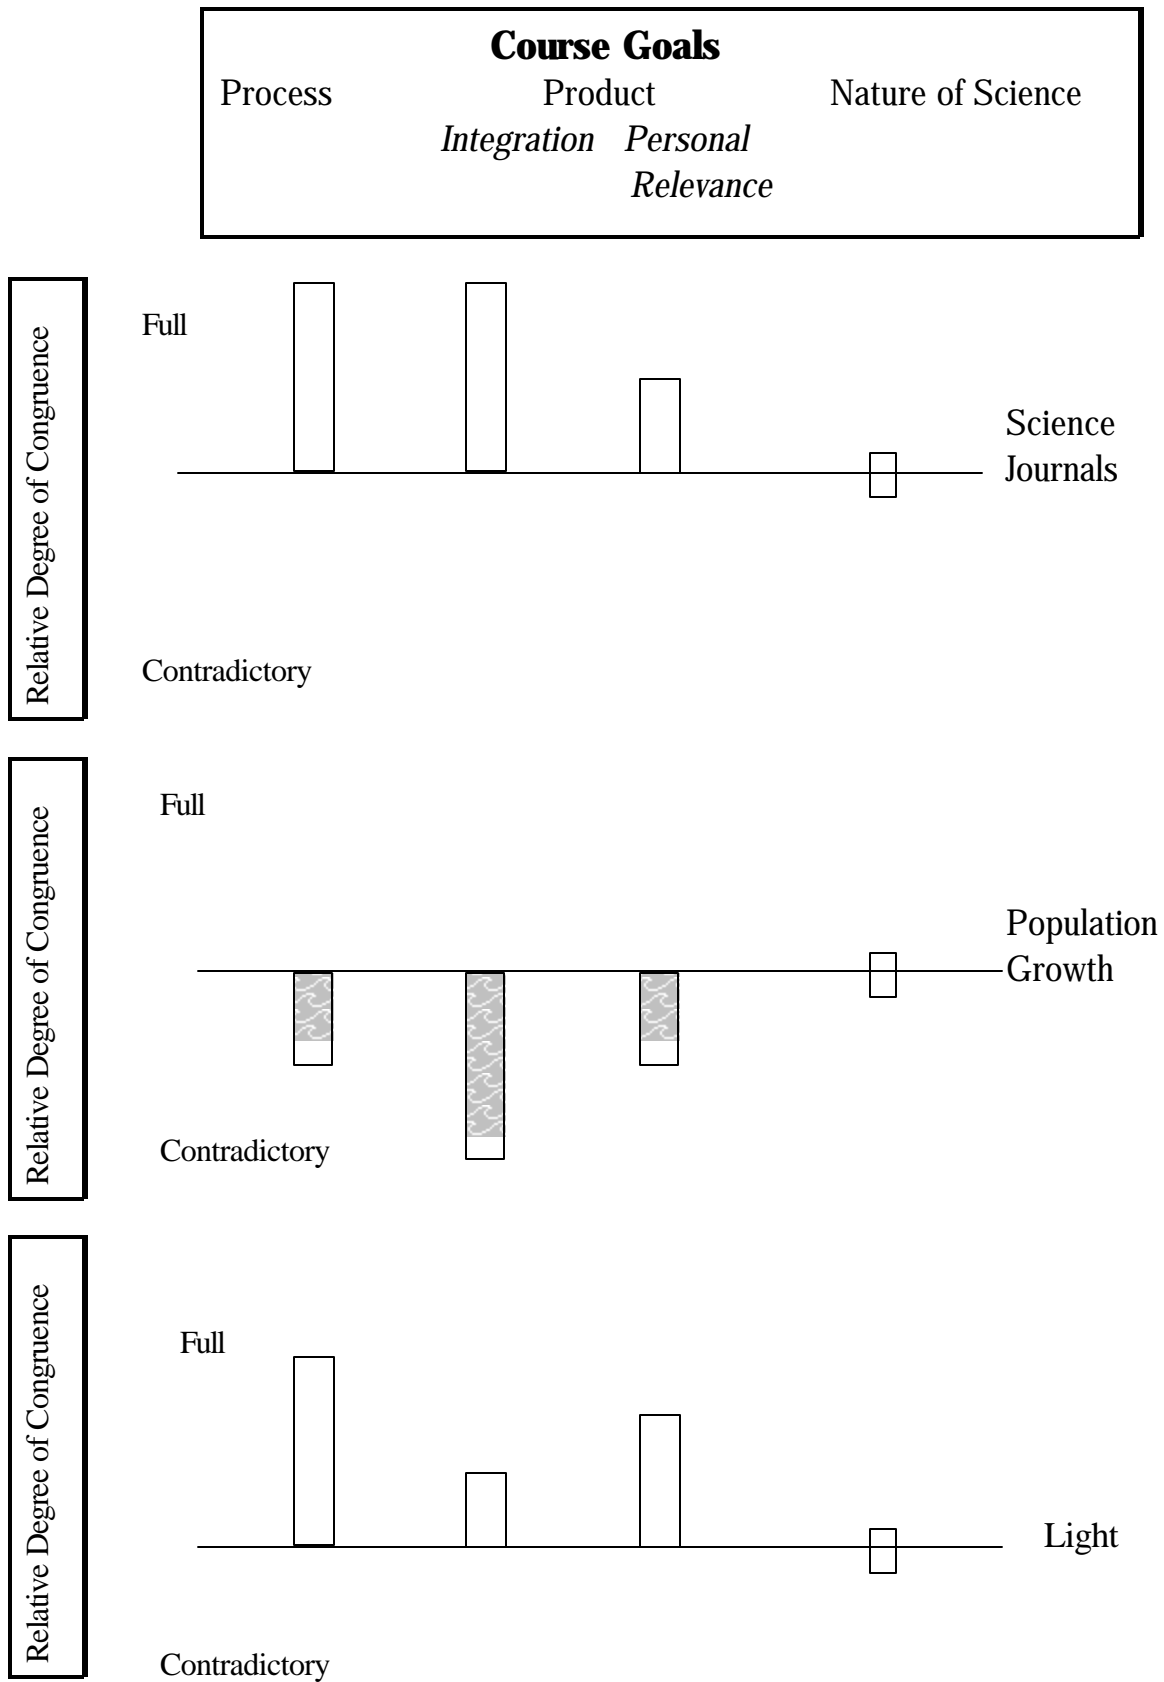 Course Goals
Process Product Nature of Science
Integration Personal
Relevance
Relative Degree of Congruence
Full
Science
Journals
Contradictory
Relative Degree of Congruence
Full
Population
Growth
Contradictory
Relative Degree of Congruence
Full
Light
Contradictory